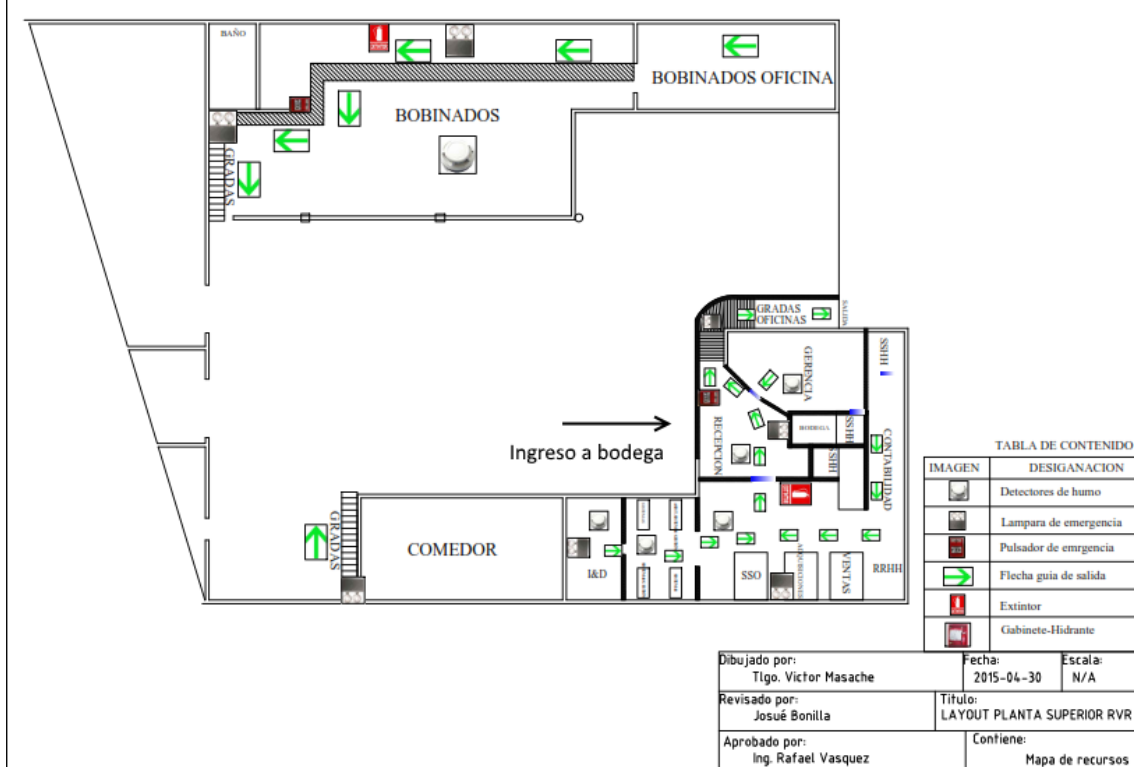 BAÑO
BOBINADOS OFICINA
BOBINADOS
GRADAS
GRADAS
OFICINAS
SALIDA
GERENCIA
SSHH
RECEPCION
BODEGA
SSHH
SSHH
CONTABILIDAD
Ingreso a bodega
GRADAS
COMEDOR
I&D
SSO
ADQUISICIONES
VENTAS
RRHH
TABLA DE CONTENIDO
IMAGEN DESIGANACION
Detectores de humo
Lampara de emergencia
Pulsador de emrgencia
Flecha guia de salida
Extintor
Gabinete-Hidrante
Dibujado por:
Tlgo. Victor Masache
Fecha:
2015-04-30
Escala:
N/A
Revisado por:
Josué Bonilla
Titulo:
LAYOUT PLANTA SUPERIOR RVR
Aprobado por:
Ing. Rafael Vasquez
Contiene:
Mapa de recursos